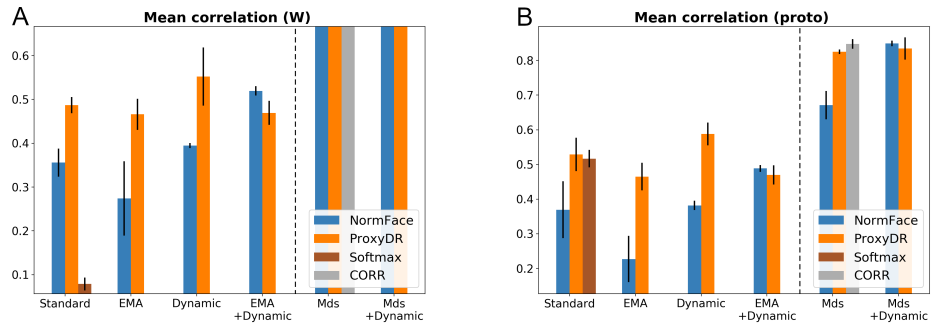 A
Mean correlation (W)
0.6
0.5
0.4
0.3
0.2
0.1
NormFace
ProxyDR
Softmax
CORR
Standard
EMA
Dynamic
EMA
+Dynamic
Mds
Mds
+Dynamic
B
Mean correlation (proto)
0.8
0.7
0.6
0.5
0.4
0.3
0.2
NormFace
ProxyDR
Softmax
CORR
Standard
EMA
Dynamic
EMA
+Dynamic
Mds
Mds
+Dynamic